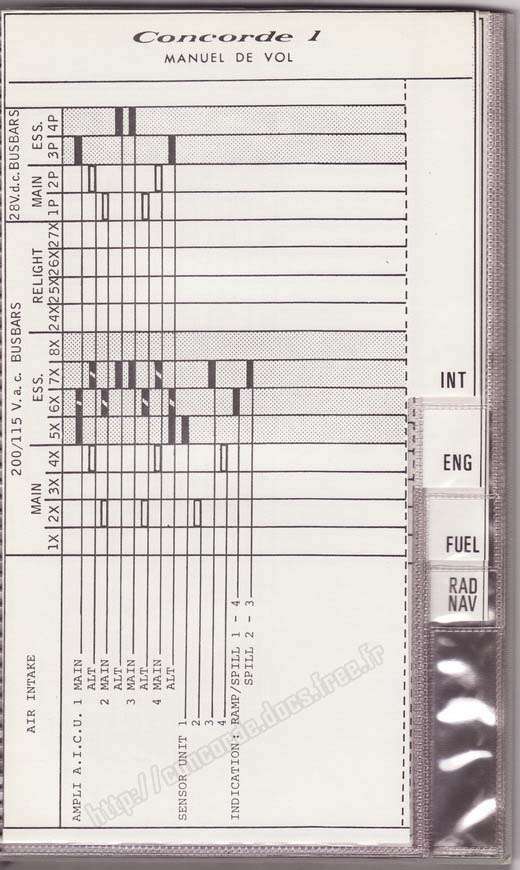 Concorde 1
MANUEL DE VOL
28V.d.c.BUSBARS
ESS.
3P 4P
MAIN
1P 2P
200/115 V.a.c. BUSBARS
RELIGHT
24X 25X 26X 27X
ESS.
5X 6X 7X 8X
MAIN
1X 2X 3X 4X
AIR INTAKE
AMPLI A.I.C.U. 1 MAIN
ALT
2 MAIN
ALT
3 MAIN
ALT
4 MAIN
ALT
SENSOR UNIT 1
2
3
4
INDICATION: RAMP/SPILL 1 - 4
SPILL 2 - 3
INT
ENG
FUEL
RAD
NAV
http://concorde.docs.free.fr